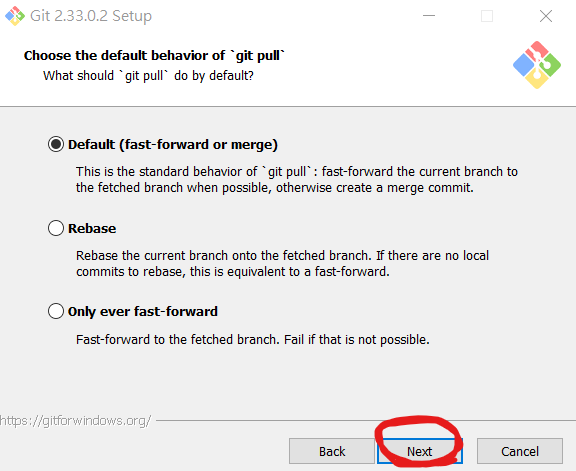 Git 2.33.0.2 Setup
Choose the default behavior of `git pull`
What should `git pull` do by default?
Default (fast-forward or merge)
This is the standard behavior of `git pull`: fast-forward the current branch to
the fetched branch when possible, otherwise create a merge commit.
Rebase
Rebase the current branch onto the fetched branch. If there are no local
commits to rebase, this is equivalent to a fast-forward.
Only ever fast-forward
Fast-forward to the fetched branch. Fail if that is not possible.
https://gitforwindows.org/
Back Next Cancel